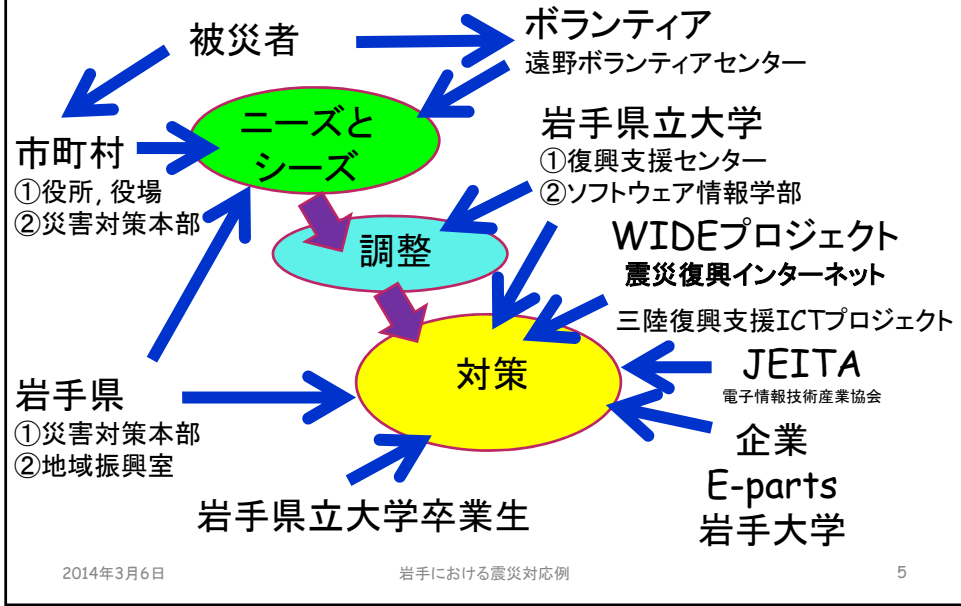 被災者
ボランティア
遠野ボランティアセンター
ニーズと
シーズ
市町村
①役所, 役場
②災害対策本部
岩手県立大学
①復興支援センター
②ソフトウェア情報学部
調整
WIDEプロジェクト
震災復興インターネット
三陸復興支援ICTプロジェクト
対策
JEITA
電子情報技術産業協会
岩手県
①災害対策本部
②地域振興室
企業
E-parts
岩手大学
岩手県立大学卒業生
2014年3月6日
岩手における震災対応例
5